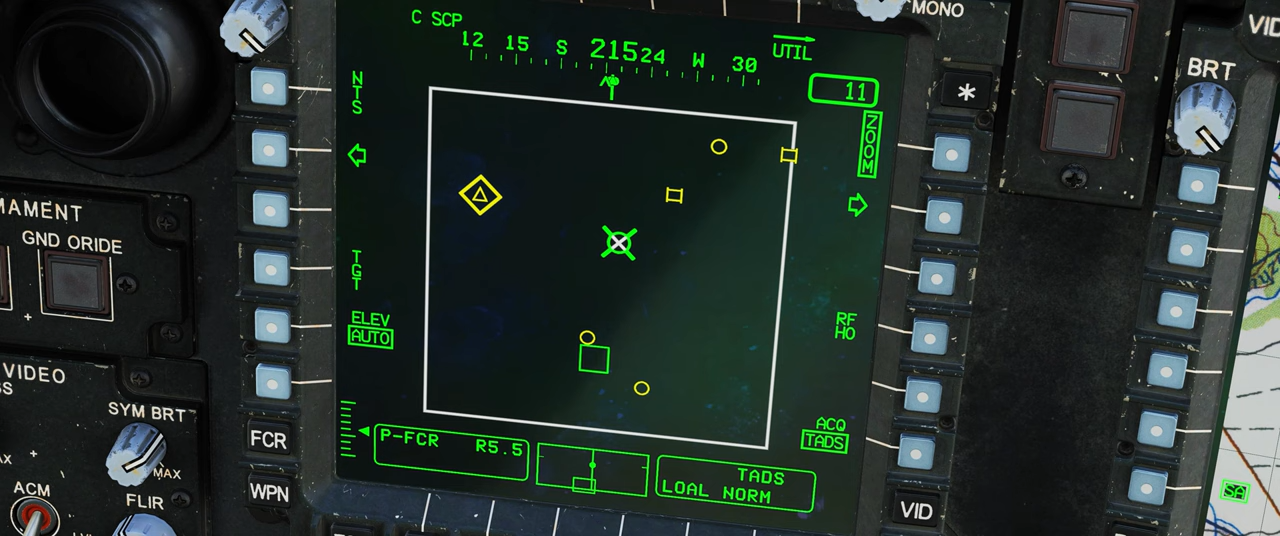 C SCP
MONO
12 15 S 215 24 W 30
UTIL
BRT
NTS
11
*
ZOOM
GND ORIDE
TGT
ELEV
AUTO
RF
HO
VIDEO
SYM BRT
MAX
ACQ
TADS
FCR
P-FCR R5.5
TADS
LOAL NORM
ACM
FLIR
WPN
VID
SA